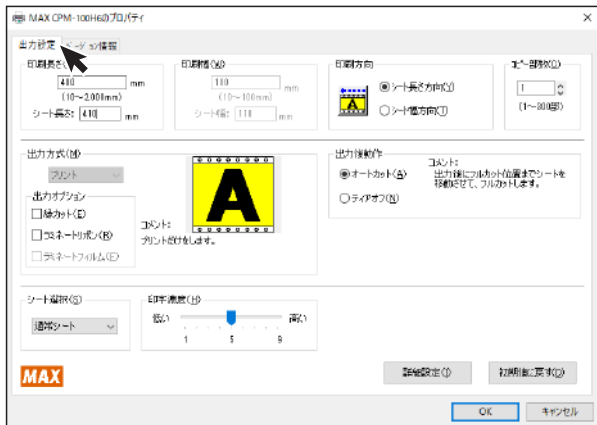 MAX CPM-100H6のプロパティ
出力設定 バージョン情報
印刷長さ(L)
410 mm
(10～2,000mm)
シート長さ: 410 mm
印刷幅(W)
110 mm
(10～100mm)
シート幅: 110 mm
印刷方向
シート長さ方向(Y)
シート幅方向(T)
コピー部数(O)
1
(1～300部)
出力方式(M)
プリント
出力オプション
縁カット(E)
ラミネートリボン(R)
ラミネートフィルム(F)
A
コメント:
プリントだけをします。
出力後動作
オートカット(A)
ティアオフ(N)
コメント:
出力後にフルカット位置までシートを
移動させて、フルカットします。
シート選択(S)
通常シート
印字濃度(H)
低い 高い
1 5 9
MAX
詳細設定(I)
初期値に戻す(D)
OK
キャンセル